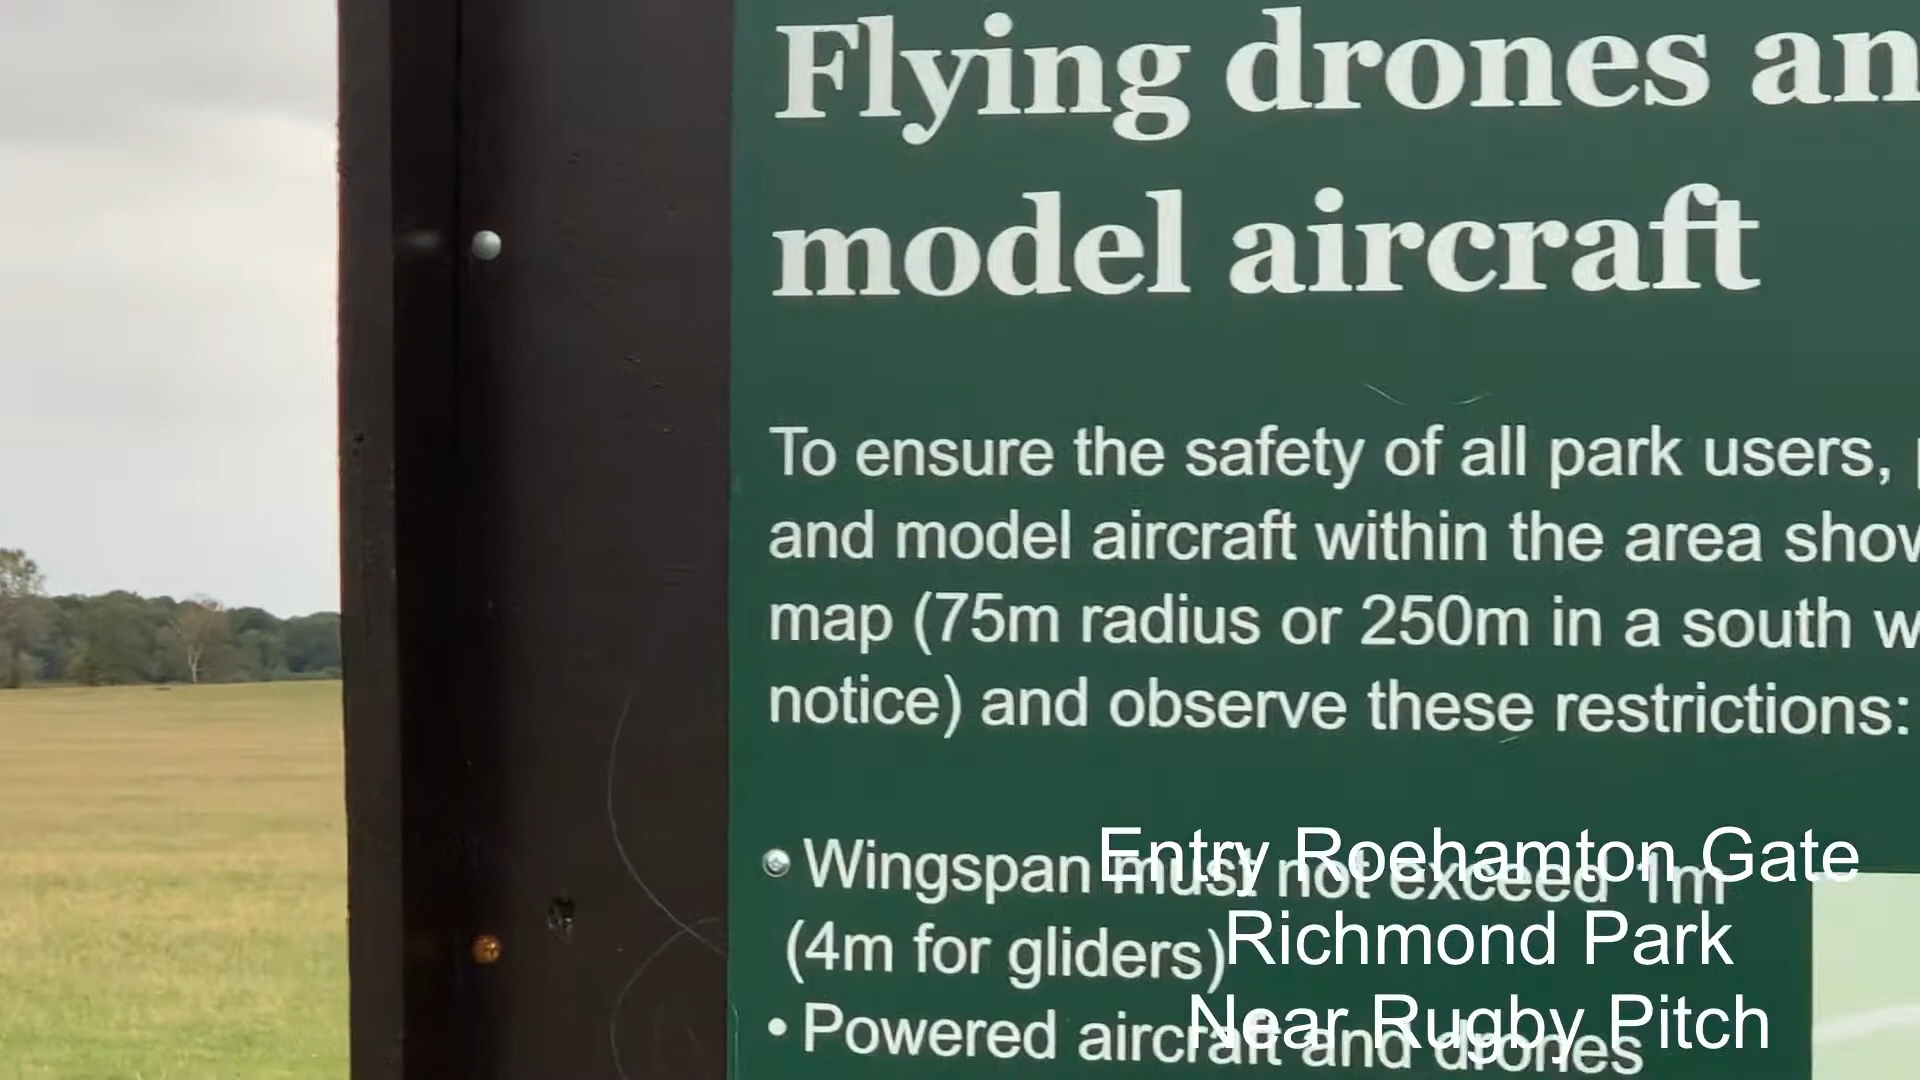 Flying drones an
model aircraft
To ensure the safety of all park users,
and model aircraft within the area show
map (75m radius or 250m in a south w
notice) and observe these restrictions:
• Wingspan must not exceed 1m
(4m for gliders)
• Powered aircraft and drones
Entry Roehamton Gate
Richmond Park
Near Rugby Pitch